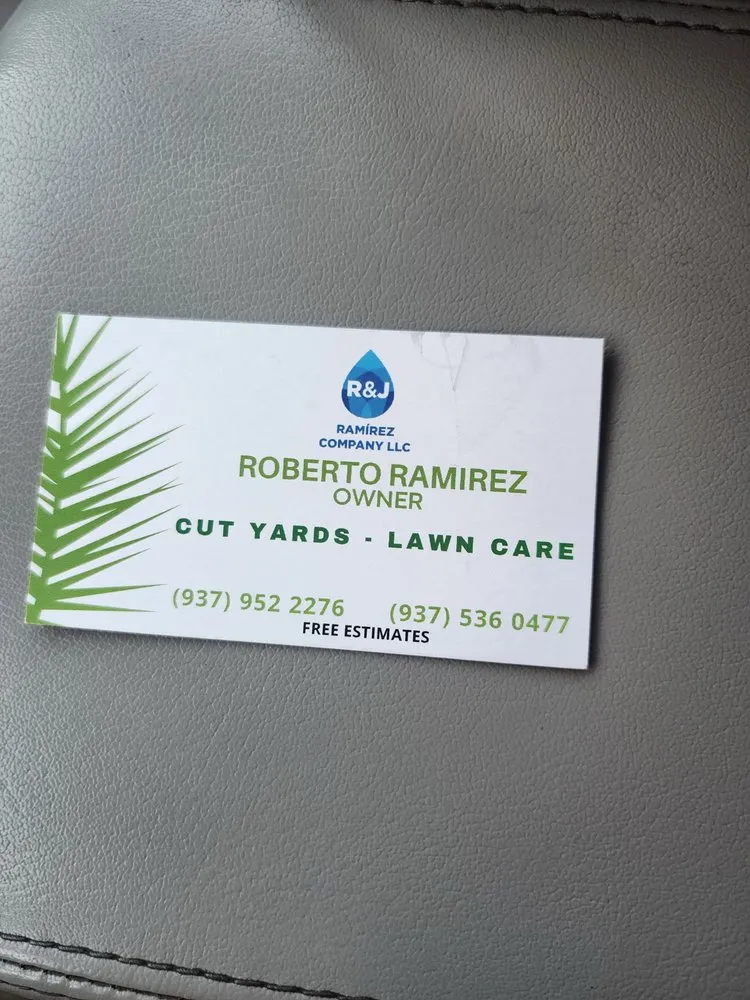 R&J
RAMÍREZ
COMPANY LLC
ROBERTO RAMIREZ
OWNER
CUT YARDS - LAWN CARE
(937) 952 2276 (937) 536 0477
FREE ESTIMATES